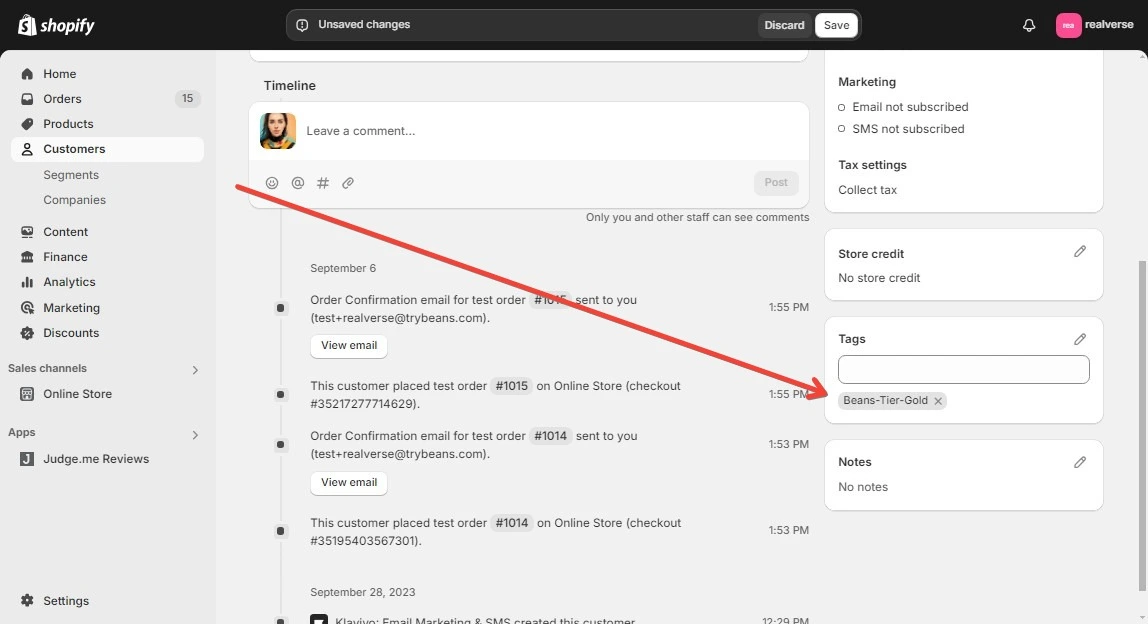 shopify
Unsaved changes
Discard
Save
rea
realverse
Home
Orders
15
Products
Customers
Segments
Companies
Content
Finance
Analytics
Marketing
Discounts
Sales channels
Online Store
Apps
Judge.me Reviews
Settings
Timeline
Leave a comment...
Post
Only you and other staff can see comments
September 6
Order Confirmation email for test order #1015 sent to you
(test+realverse@trybeans.com).
1:55 PM
View email
This customer placed test order #1015 on Online Store (checkout
#35217277714629).
1:55 PM
Order Confirmation email for test order #1014 sent to you
(test+realverse@trybeans.com).
1:53 PM
View email
This customer placed test order #1014 on Online Store (checkout
#35195403567301).
1:53 PM
September 28, 2023
Klaviyo: Email Marketing & SMS created this customer.
12:29 PM
Marketing
Email not subscribed
SMS not subscribed
Tax settings
Collect tax
Store credit
No store credit
Tags
Beans-Tier-Gold
Notes
No notes